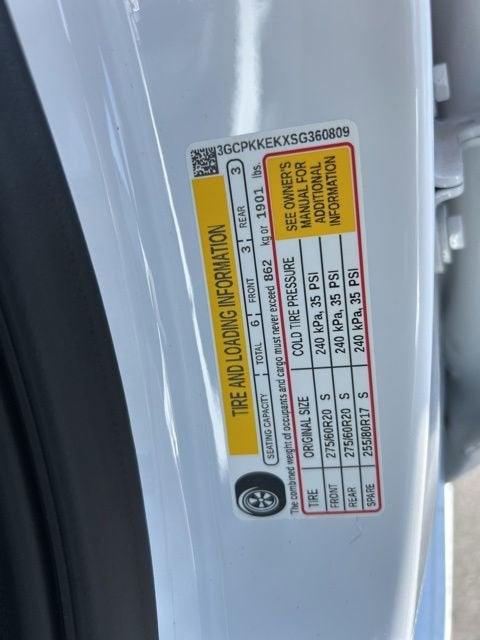 3GCPKKEKXSG360809
TIRE AND LOADING INFORMATION
SEATING CAPACITY TOTAL 6 FRONT 3 REAR 3
The combined weight of occupants and cargo must never exceed 862 kg or 1901 lbs.
TIRE ORIGINAL SIZE COLD TIRE PRESSURE
FRONT 275/60R20 S 240 kPa, 35 PSI
REAR 275/60R20 S 240 kPa, 35 PSI
SPARE 255/80R17 S 240 kPa, 35 PSI
SEE OWNER'S
MANUAL FOR
ADDITIONAL
INFORMATION